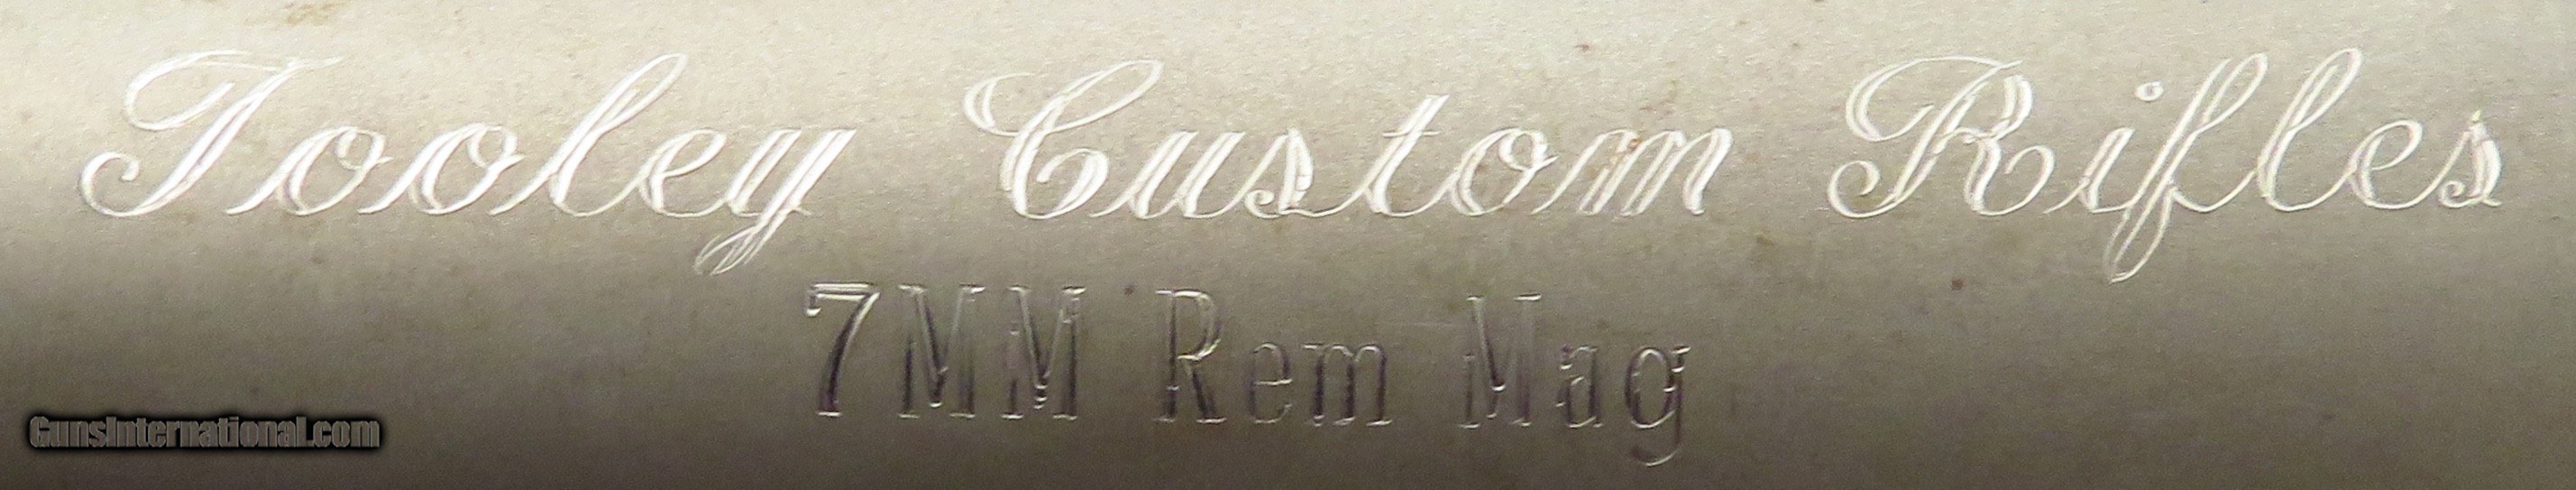 Tooley Custom Rifles
7MM Rem Mag
GunsInternational.com